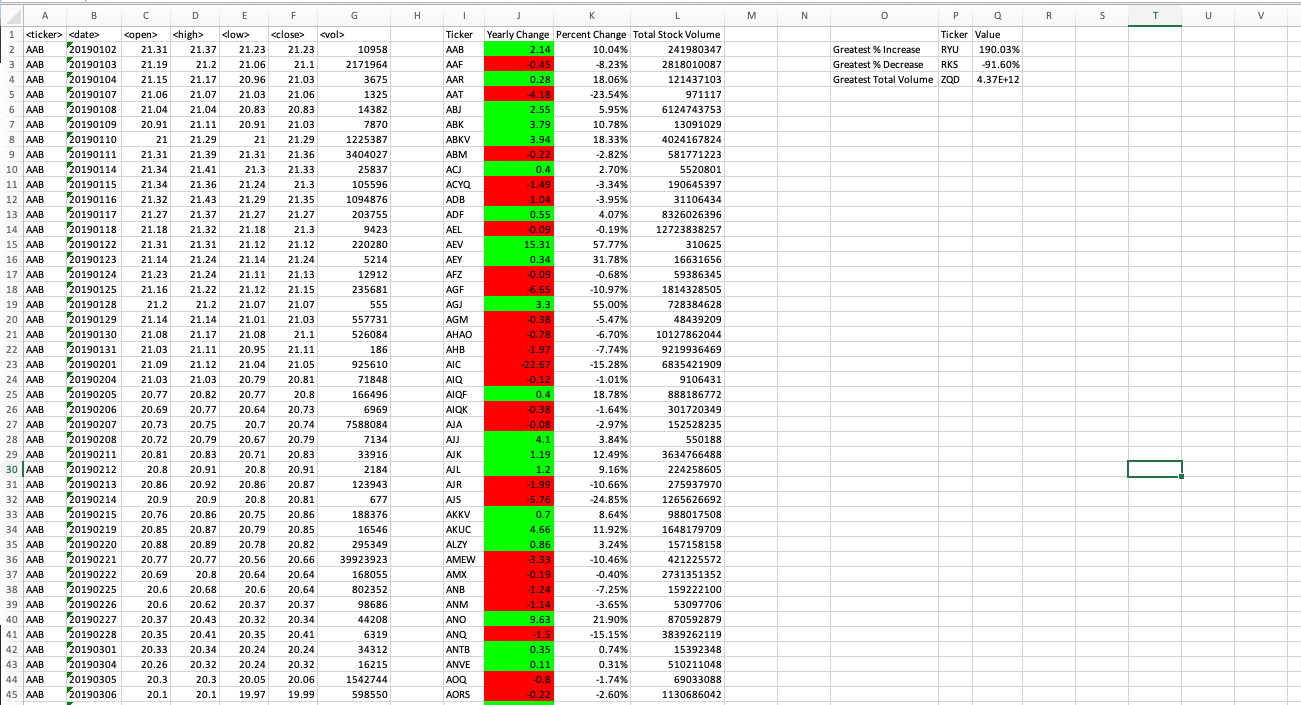 A B C D E F G H I J K L M N O P Q R S T U V
1 <ticker> <date> <open> <high> <low> <close> <vol> Ticker Yearly Change Percent Change Total Stock Volume Ticker Value
2 AAB 20190102 21.31 21.37 21.23 21.23 10958 AAB 2.14 10.04% 241980347 Greatest % Increase RYU 190.03%
3 AAB 20190103 21.19 21.2 21.06 21.1 2171964 AAF -0.45 -8.23% 2818010087 Greatest % Decrease RKS -91.60%
4 AAB 20190104 21.15 21.17 20.96 21.03 3675 AAR 0.28 18.06% 121437103 Greatest Total Volume ZQD 4.37E+12
5 AAB 20190107 21.06 21.07 21.03 21.06 1325 AAT -4.18 -23.54% 971117
6 AAB 20190108 21.04 21.04 20.83 20.83 14382 ABJ 2.55 5.95% 6124743753
7 AAB 20190109 20.91 21.11 20.91 21.03 7870 ABK 3.79 10.78% 13091029
8 AAB 20190110 21 21.29 21 21.29 1225387 ABKV 3.94 18.33% 4024167824
9 AAB 20190111 21.31 21.39 21.31 21.36 3404027 ABM -0.22 -2.82% 581771223
10 AAB 20190114 21.34 21.41 21.3 21.33 25837 ACJ 0.4 2.70% 5520801
11 AAB 20190115 21.34 21.36 21.24 21.3 105596 ACYQ -1.49 -3.34% 190645397
12 AAB 20190116 21.32 21.43 21.29 21.35 1094876 ADB -1.04 -3.95% 31106434
13 AAB 20190117 21.27 21.37 21.27 21.27 203755 ADF 0.55 4.07% 8326026396
14 AAB 20190118 21.18 21.32 21.18 21.3 9423 AEL -0.09 -0.19% 12723838257
15 AAB 20190122 21.31 21.31 21.12 21.12 220280 AEV 15.31 57.77% 310625
16 AAB 20190123 21.14 21.24 21.14 21.24 5214 AEY 0.34 31.78% 16631656
17 AAB 20190124 21.23 21.24 21.11 21.13 12912 AFZ -0.09 -0.68% 59386345
18 AAB 20190125 21.16 21.22 21.12 21.15 235681 AGF -6.65 -10.97% 1814328505
19 AAB 20190128 21.2 21.2 21.07 21.07 555 AGJ 3.3 55.00% 728384628
20 AAB 20190129 21.14 21.14 21.01 21.03 557731 AGM -0.38 -5.47% 48439209
21 AAB 20190130 21.08 21.17 21.08 21.1 526084 AHAO -0.78 -6.70% 10127862044
22 AAB 20190131 21.03 21.11 20.95 21.11 186 AHB -1.97 -7.74% 9219936469
23 AAB 20190201 21.09 21.12 21.04 21.05 925610 AIC -22.67 -15.28% 6835421909
24 AAB 20190204 21.03 21.03 20.79 20.81 71848 AIQ -0.12 -1.01% 9106431
25 AAB 20190205 20.77 20.82 20.77 20.8 166496 AIQF 0.4 18.78% 888186772
26 AAB 20190206 20.69 20.77 20.64 20.73 6969 AIQK -0.38 -1.64% 301720349
27 AAB 20190207 20.73 20.75 20.7 20.74 7588084 AJA -0.08 -2.97% 152528235
28 AAB 20190208 20.72 20.79 20.67 20.79 7134 AJJ 4.1 3.84% 550188
29 AAB 20190211 20.81 20.83 20.71 20.83 33916 AJK 1.19 12.49% 3634766488
30 AAB 20190212 20.8 20.91 20.8 20.91 2184 AJL 1.2 9.16% 224258605
31 AAB 20190213 20.86 20.92 20.86 20.87 123943 AJR -1.99 -10.66% 275937970
32 AAB 20190214 20.9 20.9 20.8 20.81 677 AJS -5.76 -24.85% 1265626692
33 AAB 20190215 20.76 20.86 20.75 20.86 188376 AKKV 0.7 8.64% 988017508
34 AAB 20190219 20.85 20.87 20.79 20.85 16546 AKUC 4.66 11.92% 1648179709
35 AAB 20190220 20.88 20.89 20.78 20.82 295349 ALZY 0.86 3.24% 157158158
36 AAB 20190221 20.77 20.77 20.56 20.66 39923923 AMEW -3.33 -10.46% 421225572
37 AAB 20190222 20.69 20.8 20.64 20.64 168055 AMX -0.19 -0.40% 2731351352
38 AAB 20190225 20.6 20.68 20.6 20.64 802352 ANB -1.24 -7.25% 159222100
39 AAB 20190226 20.6 20.62 20.37 20.37 98686 ANM -1.14 -3.65% 53097706
40 AAB 20190227 20.37 20.43 20.32 20.34 44208 ANO 9.63 21.90% 870592879
41 AAB 20190228 20.35 20.41 20.35 20.41 6319 ANQ -1.5 -15.15% 3839262119
42 AAB 20190301 20.33 20.34 20.24 20.24 34312 ANTB 0.35 0.74% 15392348
43 AAB 20190304 20.26 20.32 20.24 20.32 16215 ANVE 0.11 0.31% 510211048
44 AAB 20190305 20.3 20.3 20.05 20.06 1542744 AOQ -0.8 -1.74% 69033088
45 AAB 20190306 20.1 20.1 19.97 19.99 598550 AORS -0.22 -2.60% 1130686042